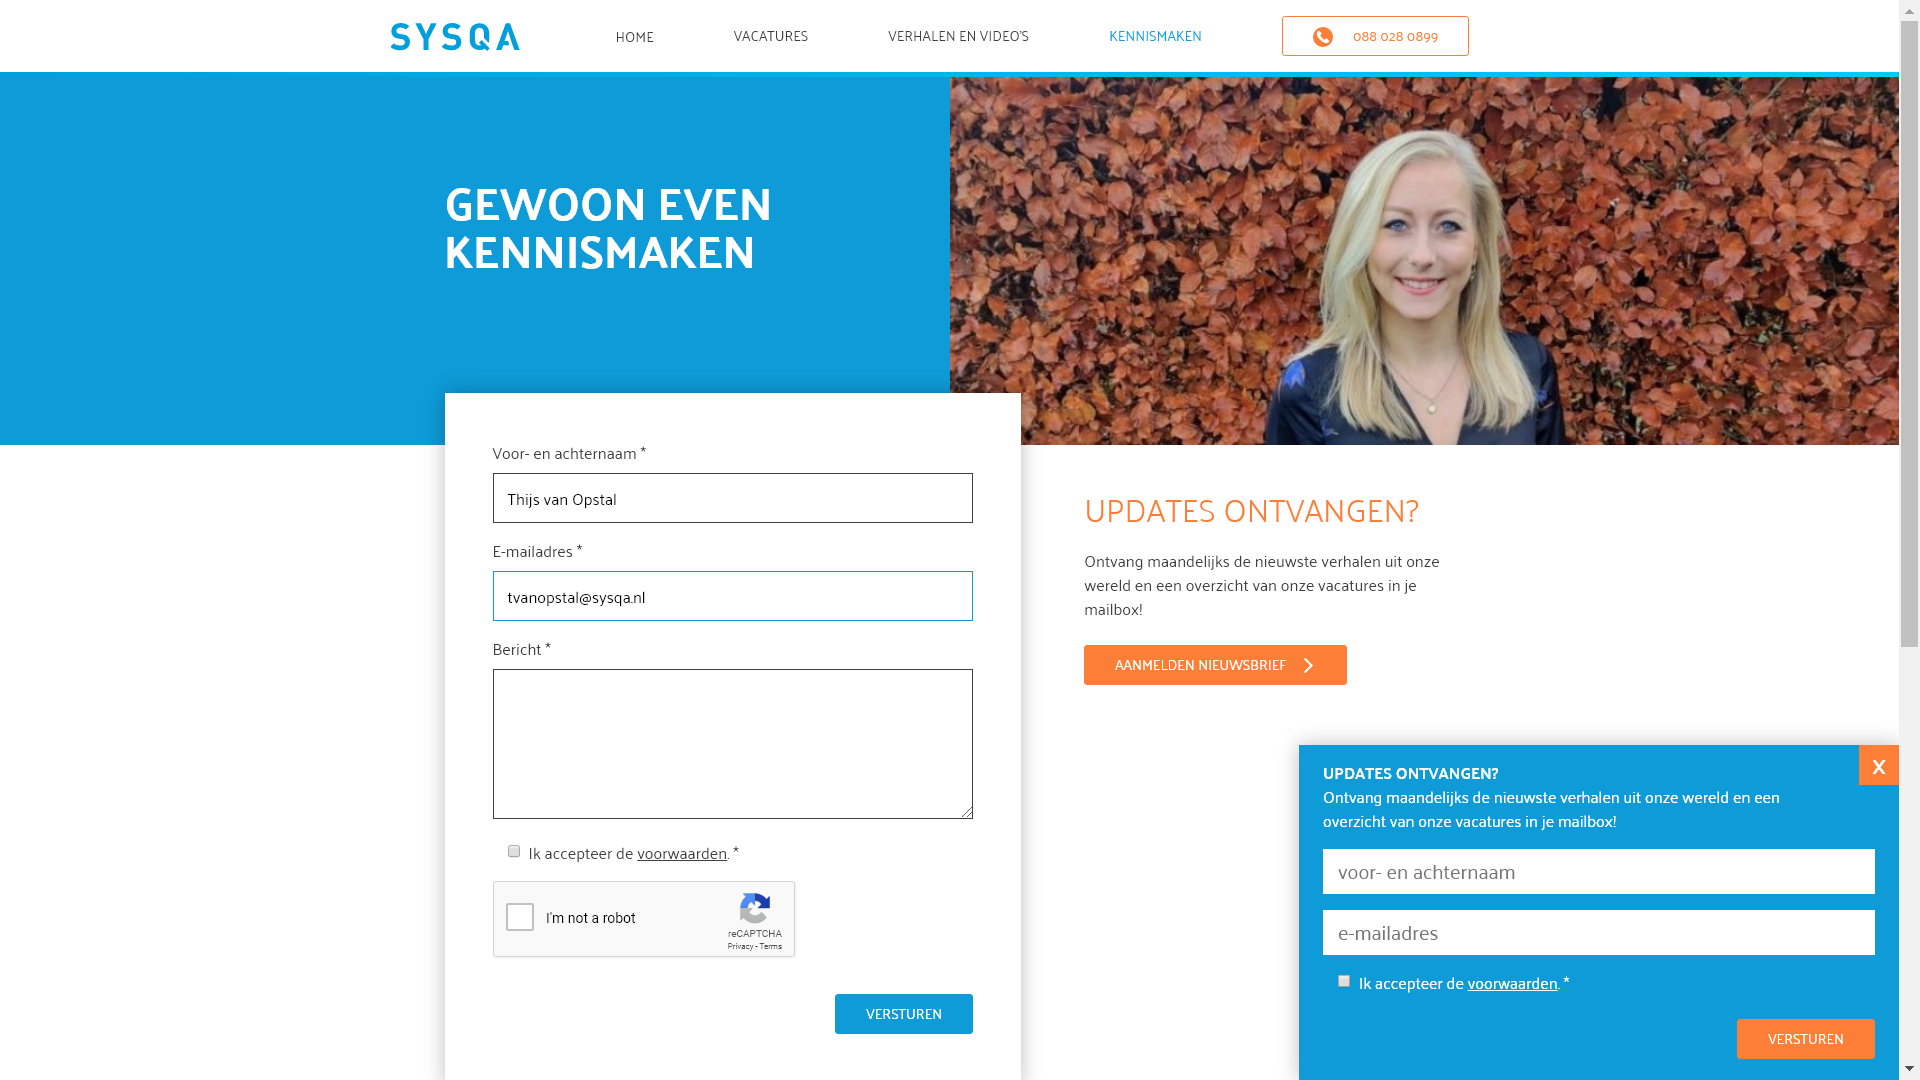 SYSQA
HOME
VACATURES
VERHALEN EN VIDEO'S
KENNISMAKEN
088 028 0899
GEWOON EVEN
KENNISMAKEN
Voor- en achternaam *
Thijs van Opstal
E-mailadres *
tvanopstal@sysqa.nl
Bericht *
Ik accepteer de voorwaarden. *
I'm not a robot
reCAPTCHA
Privacy - Terms
VERSTUREN
UPDATES ONTVANGEN?
Ontvang maandelijks de nieuwste verhalen uit onze
wereld en een overzicht van onze vacatures in je
mailbox!
AANMELDEN NIEUWSBRIEF
X
UPDATES ONTVANGEN?
Ontvang maandelijks de nieuwste verhalen uit onze wereld en een
overzicht van onze vacatures in je mailbox!
voor- en achternaam
e-mailadres
Ik accepteer de voorwaarden. *
VERSTUREN